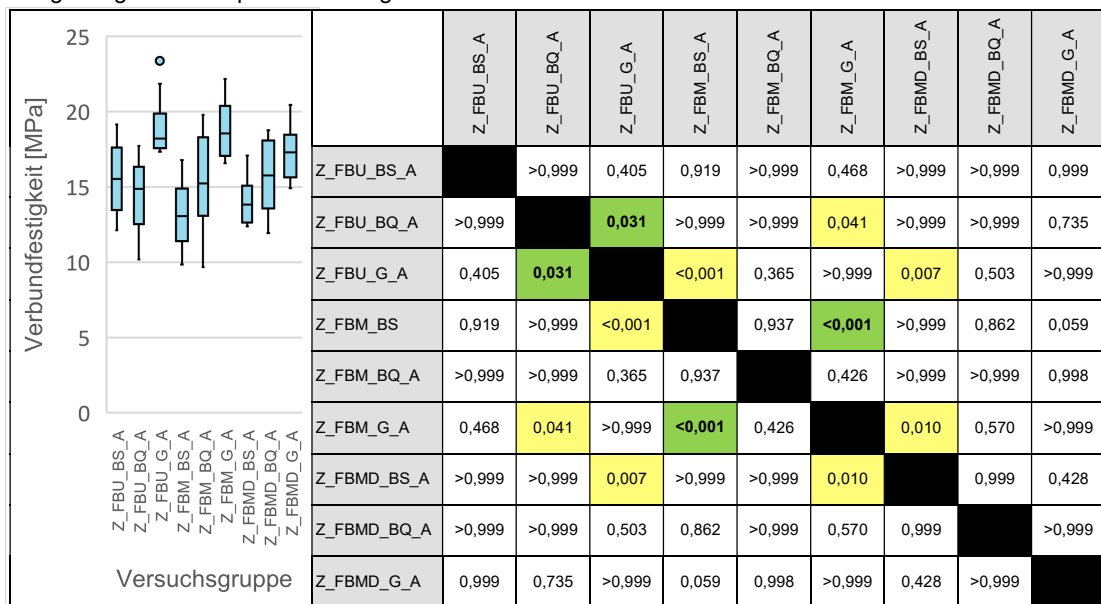 Z_FBU_BS_A Z_FBU_BQ_A Z_FBU_G_A Z_FBM_BS_A Z_FBM_BQ_A Z_FBM_G_A Z_FBMD_BS_A Z_FBMD_BQ_A Z_FBMD_G_A
Z_FBU_BS_A >0,999 0,405 0,919 >0,999 0,468 >0,999 >0,999 0,999
Z_FBU_BQ_A >0,999 0,031 >0,999 >0,999 0,041 >0,999 >0,999 0,735
Z_FBU_G_A 0,405 0,031 <0,001 0,365 >0,999 0,007 0,503 >0,999
Z_FBM_BS 0,919 >0,999 <0,001 0,937 <0,001 >0,999 0,862 0,059
Z_FBM_BQ_A >0,999 >0,999 0,365 0,937 0,426 >0,999 >0,999 0,998
Z_FBM_G_A 0,468 0,041 >0,999 <0,001 0,426 0,010 0,570 >0,999
Z_FBMD_BS_A >0,999 >0,999 0,007 >0,999 >0,999 0,010 0,999 0,428
Z_FBMD_BQ_A >0,999 >0,999 0,503 0,862 >0,999 0,570 0,999 >0,999
Z_FBMD_G_A 0,999 0,735 >0,999 0,059 0,998 >0,999 0,428 >0,999
Verbundfestigkeit [MPa]
25
20
15
10
5
0
Z_FBU_BS_A
Z_FBU_BQ_A
Z_FBU_G_A
Z_FBM_BS_A
Z_FBM_BQ_A
Z_FBM_G_A
Z_FBMD_BS_A
Z_FBMD_BQ_A
Z_FBMD_G_A
Versuchsgruppe